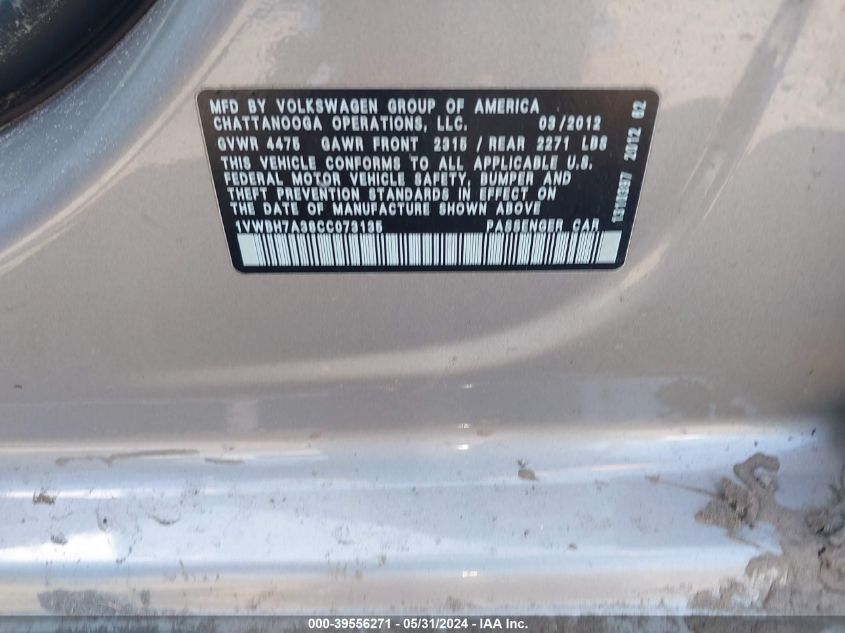 MFD BY VOLKSWAGEN GROUP OF AMERICA
CHATTANOOGA OPERATIONS, LLC. 03/2012
GVWR 4475 GAWR FRONT 2315 / REAR 2271 LBS
THIS VEHICLE CONFORMS TO ALL APPLICABLE U.S.
FEDERAL MOTOR VEHICLE SAFETY, BUMPER AND
THEFT PREVENTION STANDARDS IN EFFECT ON
THE DATE OF MANUFACTURE SHOWN ABOVE.
1VWBH7A38CC073135 PASSENGER CAR
2012 62
000-39556271 - 05/31/2024 - IAA Inc.